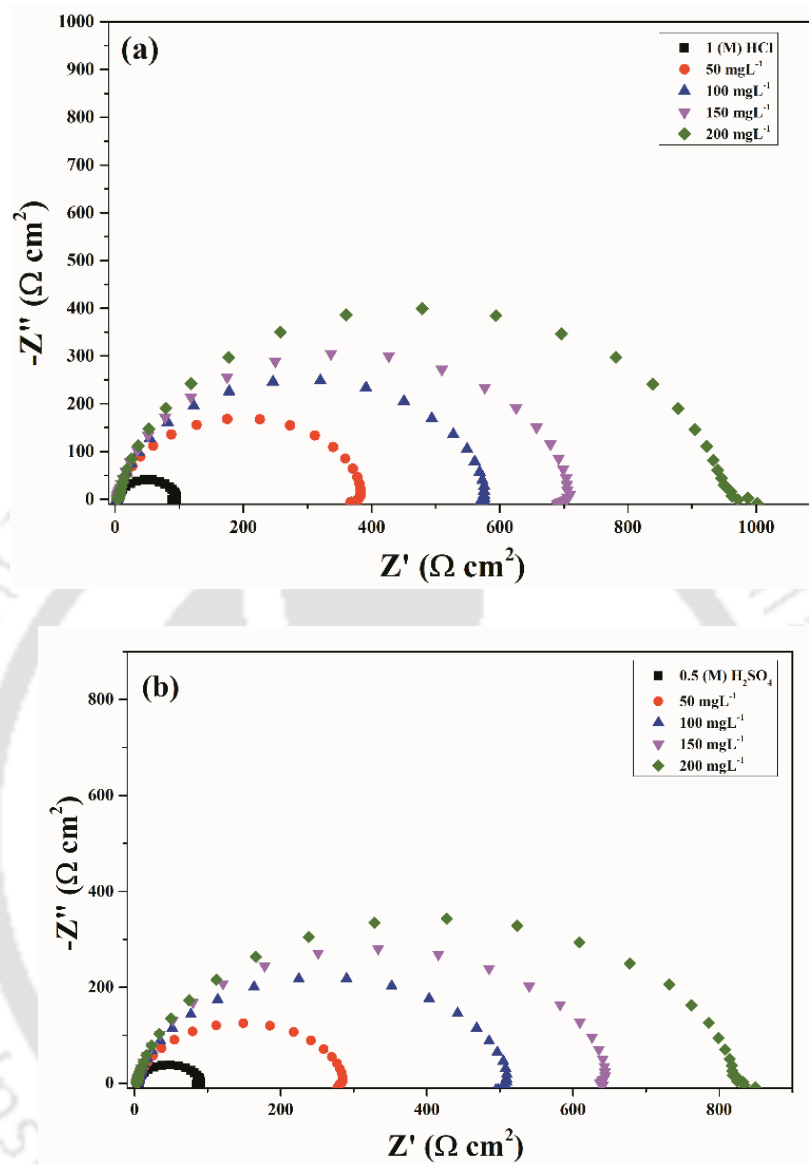 (a)
1 (M) HCl
50 mgL⁻¹
100 mgL⁻¹
150 mgL⁻¹
200 mgL⁻¹
1000
900
800
700
600
500
400
300
200
100
0
-Z'' (Ω cm²)
0 200 400 600 800 1000
Z' (Ω cm²)
(b)
0.5 (M) H₂SO₄
50 mgL⁻¹
100 mgL⁻¹
150 mgL⁻¹
200 mgL⁻¹
800
600
400
200
0
-Z'' (Ω cm²)
0 200 400 600 800
Z' (Ω cm²)